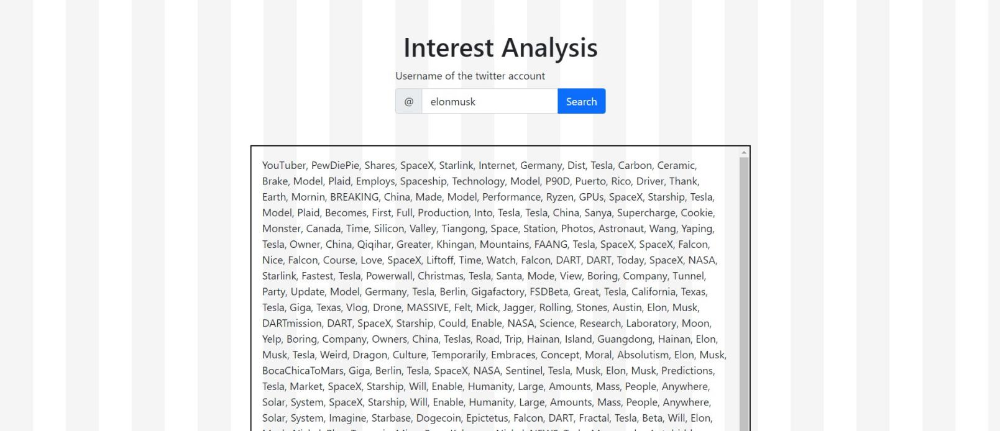 Interest Analysis
Username of the twitter account
@ elonmusk Search
YouTuber, PewDiePie, Shares, SpaceX, Starlink, Internet, Germany, Dist, Tesla, Carbon, Ceramic,
Brake, Model, Plaid, Employs, Spaceship, Technology, Model, P90D, Puerto, Rico, Driver, Thank,
Earth, Mornin, BREAKING, China, Made, Model, Performance, Ryzen, GPUs, SpaceX, Starship, Tesla,
Model, Plaid, Becomes, First, Full, Production, Into, Tesla, Tesla, China, Sanya, Supercharge, Cookie,
Monster, Canada, Time, Silicon, Valley, Tiangong, Space, Station, Photos, Astronaut, Wang, Yaping,
Tesla, Owner, China, Qiqihar, Greater, Khingan, Mountains, FAANG, Tesla, SpaceX, SpaceX, Falcon,
Nice, Falcon, Course, Love, SpaceX, Liftoff, Time, Watch, Falcon, DART, DART, Today, SpaceX, NASA,
Starlink, Fastest, Tesla, Powerwall, Christmas, Tesla, Santa, Mode, View, Boring, Company, Tunnel,
Party, Update, Model, Germany, Tesla, Berlin, Gigafactory, FSDBeta, Great, Tesla, California, Texas,
Tesla, Giga, Texas, Vlog, Drone, MASSIVE, Felt, Mick, Jagger, Rolling, Stones, Austin, Elon, Musk,
DARTmission, DART, SpaceX, Starship, Could, Enable, NASA, Science, Research, Laboratory, Moon,
Yelp, Boring, Company, Owners, China, Teslas, Road, Trip, Hainan, Island, Guangdong, Hainan, Elon,
Musk, Tesla, Weird, Dragon, Culture, Temporarily, Embraces, Concept, Moral, Absolutism, Elon, Musk,
BocaChicaToMars, Giga, Berlin, Tesla, SpaceX, NASA, Sentinel, Tesla, Musk, Elon, Musk, Predictions,
Tesla, Market, SpaceX, Starship, Will, Enable, Humanity, Large, Amounts, Mass, People, Anywhere,
Solar, System, SpaceX, Starship, Will, Enable, Humanity, Large, Amounts, Mass, People, Anywhere,
Solar, System, Imagine, Starbase, Dogecoin, Epictetus, Falcon, DART, Fractal, Tesla, Beta, Will, Elon,